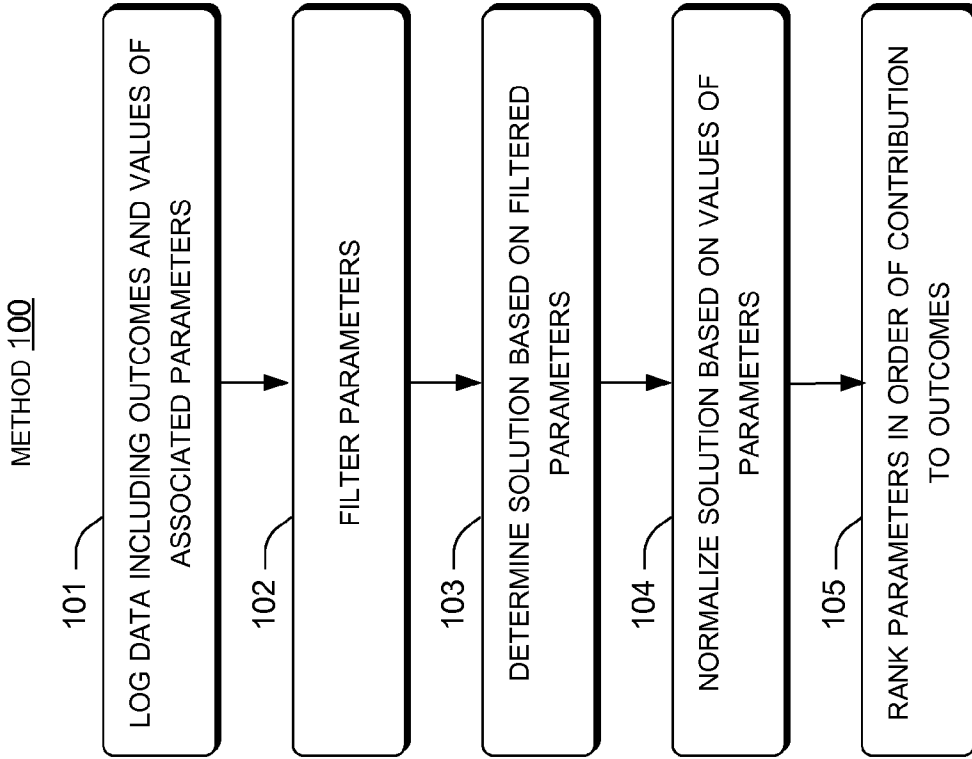 METHOD 100
101
LOG DATA INCLUDING OUTCOMES AND VALUES OF
ASSOCIATED PARAMETERS
102
FILTER PARAMETERS
103
DETERMINE SOLUTION BASED ON FILTERED
PARAMETERS
104
NORMALIZE SOLUTION BASED ON VALUES OF
PARAMETERS
105
RANK PARAMETERS IN ORDER OF CONTRIBUTION
TO OUTCOMES